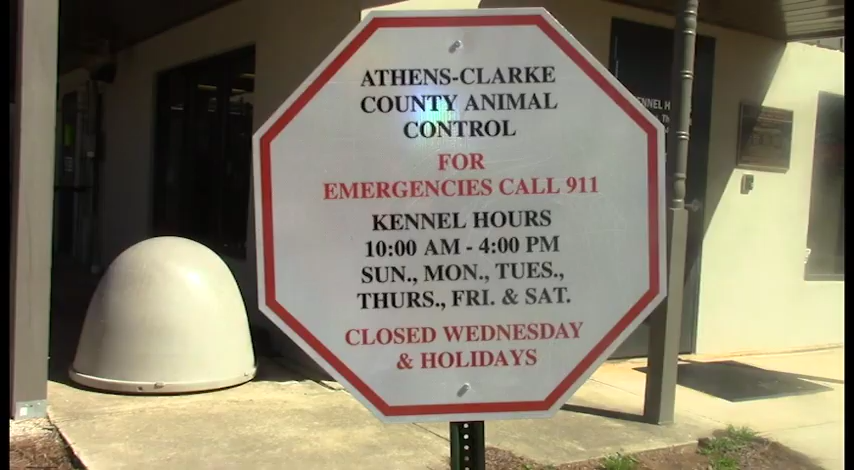 ATHENS-CLARKE
COUNTY ANIMAL
CONTROL
FOR
EMERGENCIES CALL 911
KENNEL HOURS
10:00 AM - 4:00 PM
SUN., MON., TUES.,
THURS., FRI. & SAT.
CLOSED WEDNESDAY
& HOLIDAYS